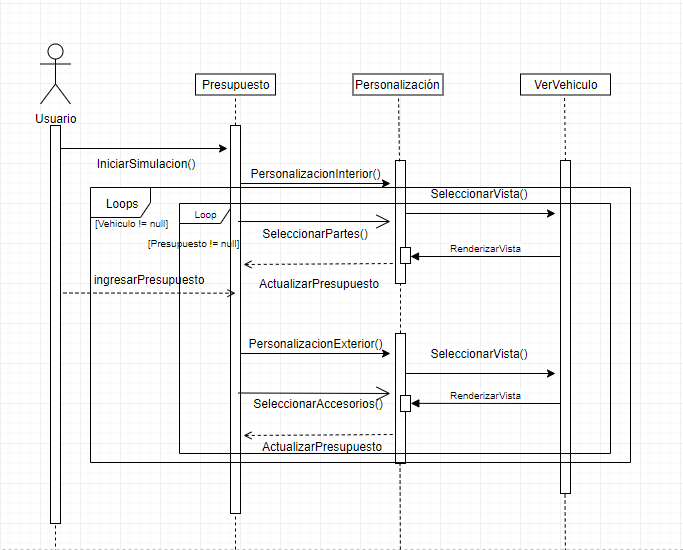 Usuario
Presupuesto
Personalización
VerVehiculo
IniciarSimulacion()
PersonalizacionInterior()
SeleccionarVista()
Loops
[Vehiculo != null]
Loop
[Presupuesto != null]
SeleccionarPartes()
RenderizarVista
ActualizarPresupuesto
ingresarPresupuesto
PersonalizacionExterior()
SeleccionarVista()
SeleccionarAccesorios()
RenderizarVista
ActualizarPresupuesto